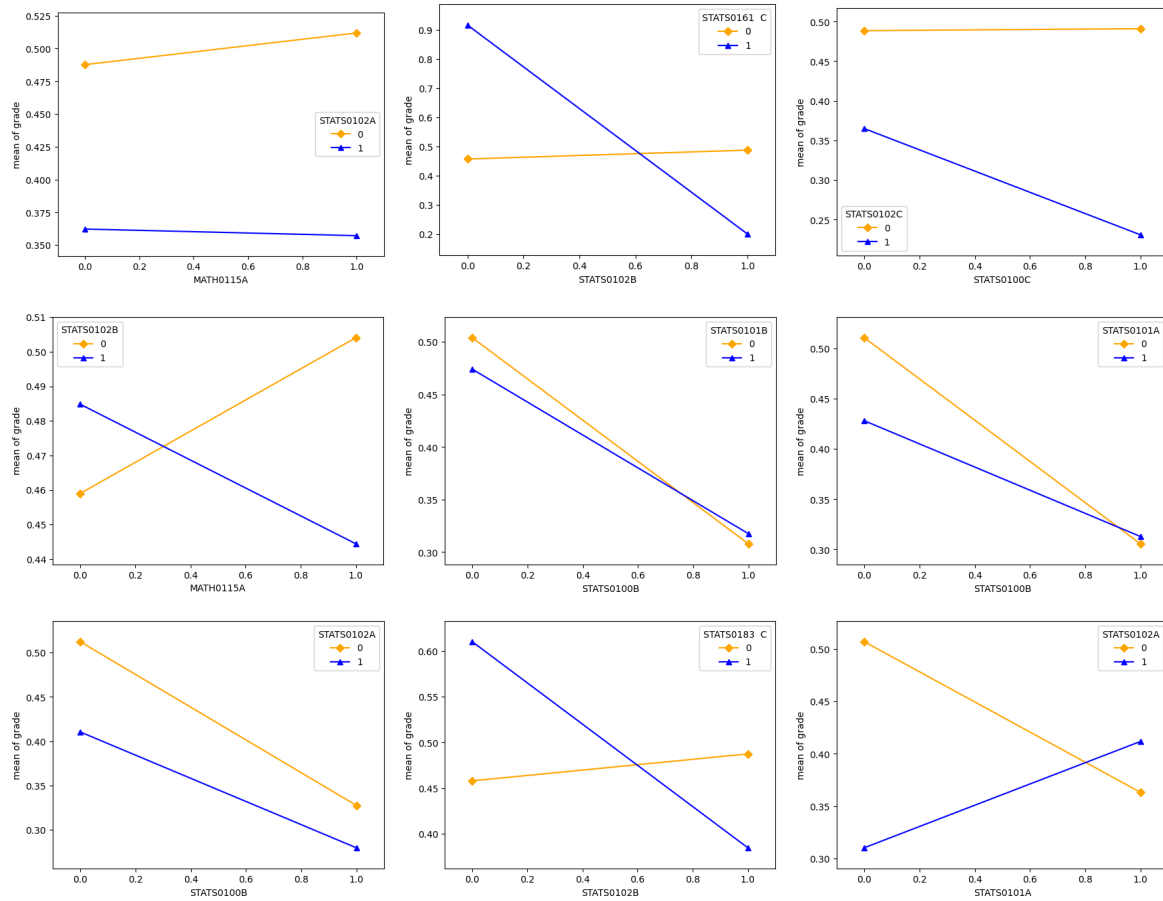 0.525
0.500
0.475
0.450
0.425
0.400
0.375
0.350
mean of grade
STATS0102A
0
1
0.0 0.2 0.4 0.6 0.8 1.0
MATH0115A
0.9
0.8
0.7
0.6
0.5
0.4
0.3
0.2
mean of grade
STATS0161 C
0
1
0.0 0.2 0.4 0.6 0.8 1.0
STATS0102B
0.50
0.45
0.40
0.35
0.30
0.25
mean of grade
STATS0102C
0
1
0.0 0.2 0.4 0.6 0.8 1.0
STATS0100C
0.51
0.50
0.49
0.48
0.47
0.46
0.45
0.44
mean of grade
STATS0102B
0
1
0.0 0.2 0.4 0.6 0.8 1.0
MATH0115A
0.50
0.45
0.40
0.35
0.30
mean of grade
STATS0101B
0
1
0.0 0.2 0.4 0.6 0.8 1.0
STATS0100B
0.50
0.45
0.40
0.35
0.30
mean of grade
STATS0101A
0
1
0.0 0.2 0.4 0.6 0.8 1.0
STATS0100B
0.50
0.45
0.40
0.35
0.30
mean of grade
STATS0102A
0
1
0.0 0.2 0.4 0.6 0.8 1.0
STATS0100B
0.60
0.55
0.50
0.45
0.40
mean of grade
STATS0183 C
0
1
0.0 0.2 0.4 0.6 0.8 1.0
STATS0102B
0.50
0.45
0.40
0.35
0.30
mean of grade
STATS0102A
0
1
0.0 0.2 0.4 0.6 0.8 1.0
STATS0101A